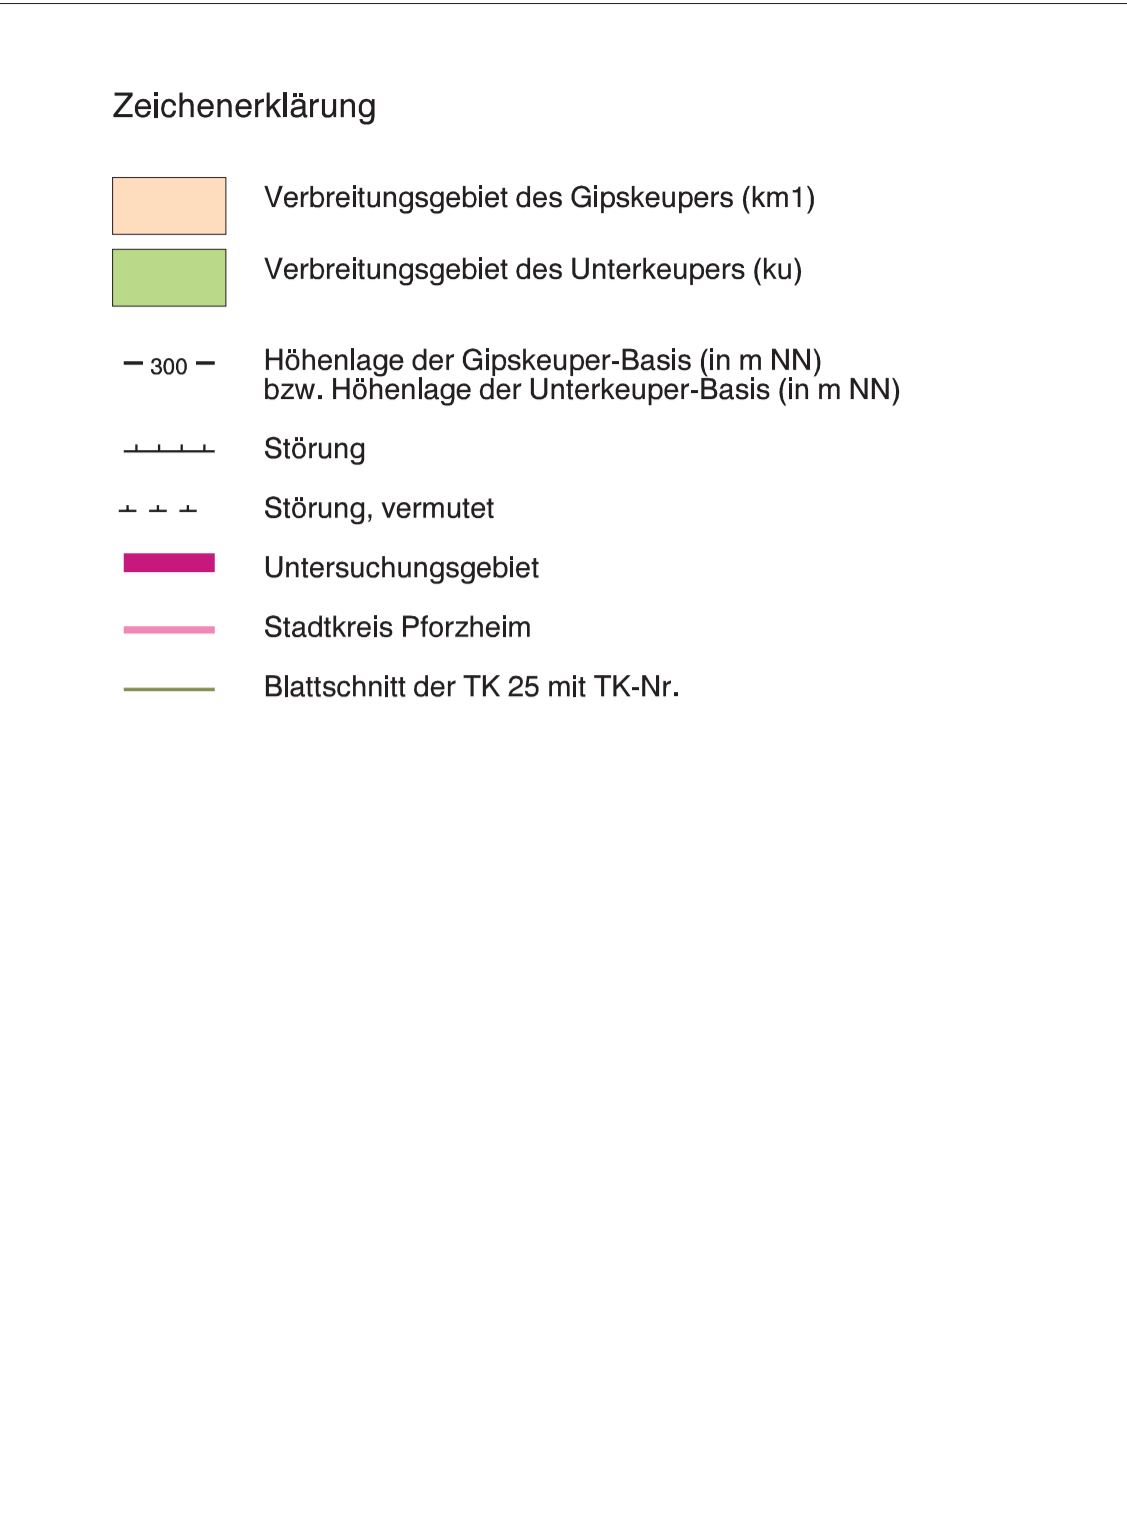 Zeichenerklärung
Verbreitungsgebiet des Gipskeupers (km1)
Verbreitungsgebiet des Unterkeupers (ku)
300
Höhenlage der Gipskeuper-Basis (in m NN)
bzw. Höhenlage der Unterkeuper-Basis (in m NN)
Störung
Störung, vermutet
Untersuchungsgebiet
Stadtkreis Pforzheim
Blattschnitt der TK 25 mit TK-Nr.